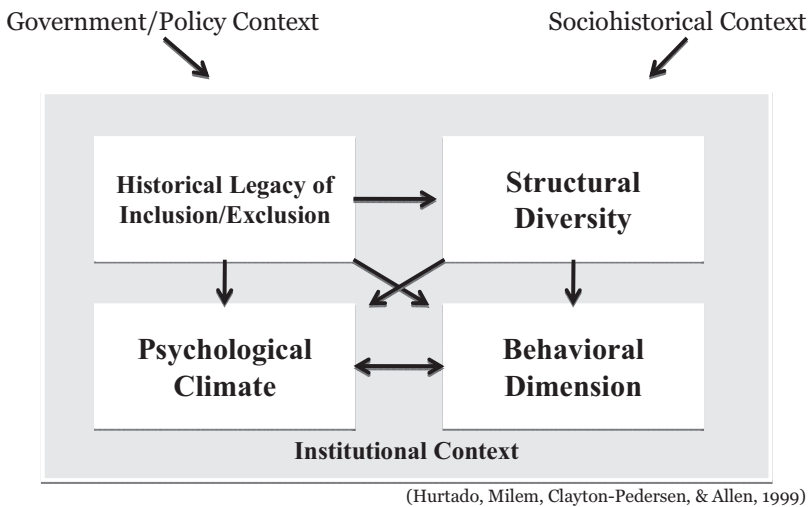 Government/Policy Context
Sociohistorical Context
Historical Legacy of
Inclusion/Exclusion
Structural
Diversity
Psychological
Climate
Behavioral
Dimension
Institutional Context
(Hurtado, Milem, Clayton-Pedersen, & Allen, 1999)